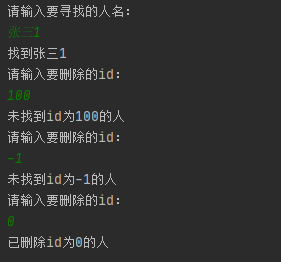 请输入要寻找的人名:
张三1
找到张三1
请输入要删除的id:
100
未找到id为100的人
请输入要删除的id:
-1
未找到id为-1的人
请输入要删除的id:
0
已删除id为0的人